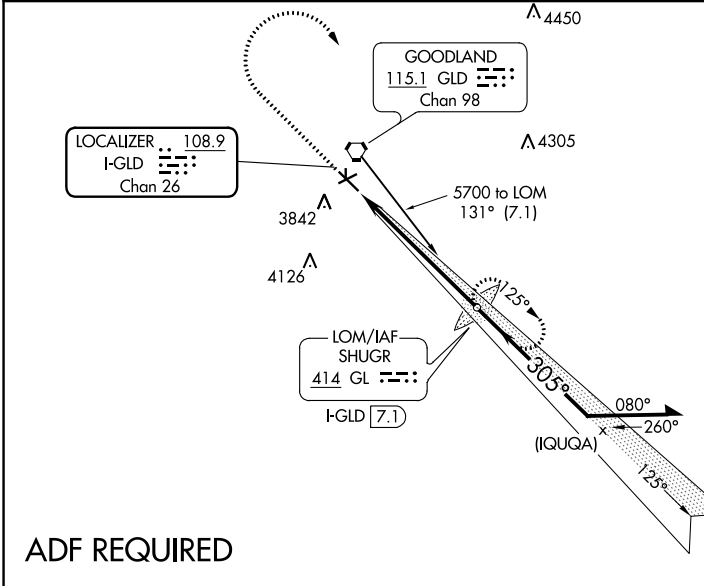 4450
GOODLAND
115.1 GLD
Chan 98
LOCALIZER 108.9
I-GLD
Chan 26
4305
5700 to LOM
131° (7.1)
3842
4126
125°
LOM/IAF
SHUGR
414 GL
I-GLD 7.1
305°
080°
260°
x
(IQUQA)
125°
ADF REQUIRED